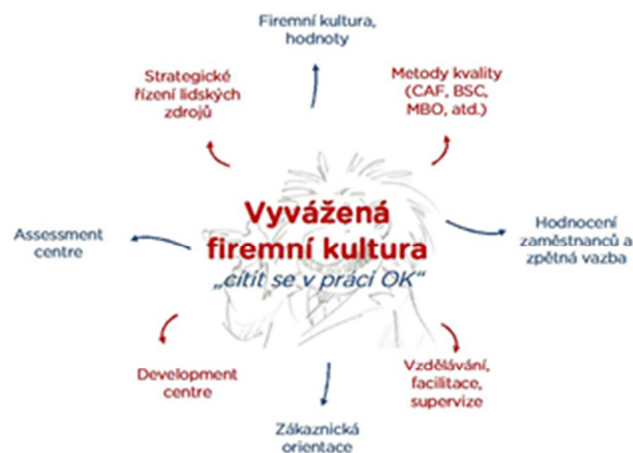 Firemní kultura,
hodnoty
Strategické
řízení lidských
zdrojů
Metody kvality
(CAF, BSC,
MBO, atd.)
Vyvážená
firemní kultura
„cítit se v práci OK“
Assessment
centre
Hodnocení
zaměstnanců a
zpětná vazba
Development
centre
Vzdělávání,
facilitace,
supervize
Zákaznická
orientace